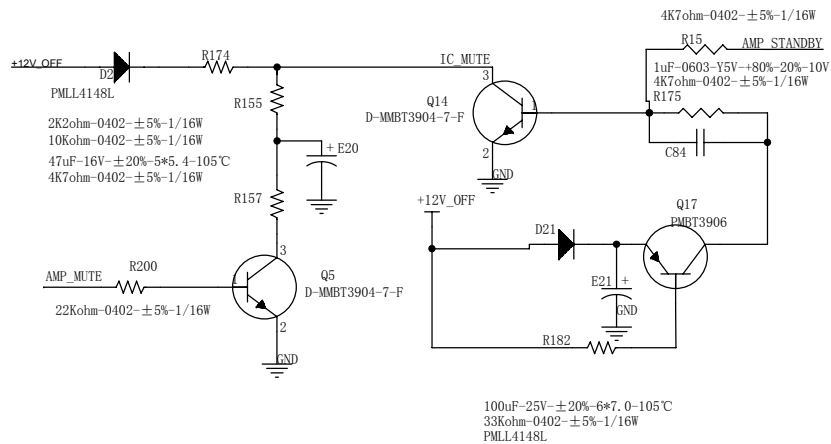 4K7ohm-0402-±5%-1/16W
R15
AMP_STANDBY
+12V_OFF
R174
IC_MUTE
D2
PMLL4148L
3
1uF-0603-Y5V-+80%-20%-10V
4K7ohm-0402-±5%-1/16W
R175
R155
Q14
D-MMBT3904-7-F
1
2K2ohm-0402-±5%-1/16W
10Kohm-0402-±5%-1/16W
47uF-16V-±20%-5*5.4-105℃
4K7ohm-0402-±5%-1/16W
+
E20
2
GND
C84
R157
+12V_OFF
Q17
PMBT3906
D21
3
R200
AMP_MUTE
1
Q5
D-MMBT3904-7-F
E21
+
GND
22Kohm-0402-±5%-1/16W
2
R182
GND
100uF-25V-±20%-6*7.0-105℃
33Kohm-0402-±5%-1/16W
PMLL4148L